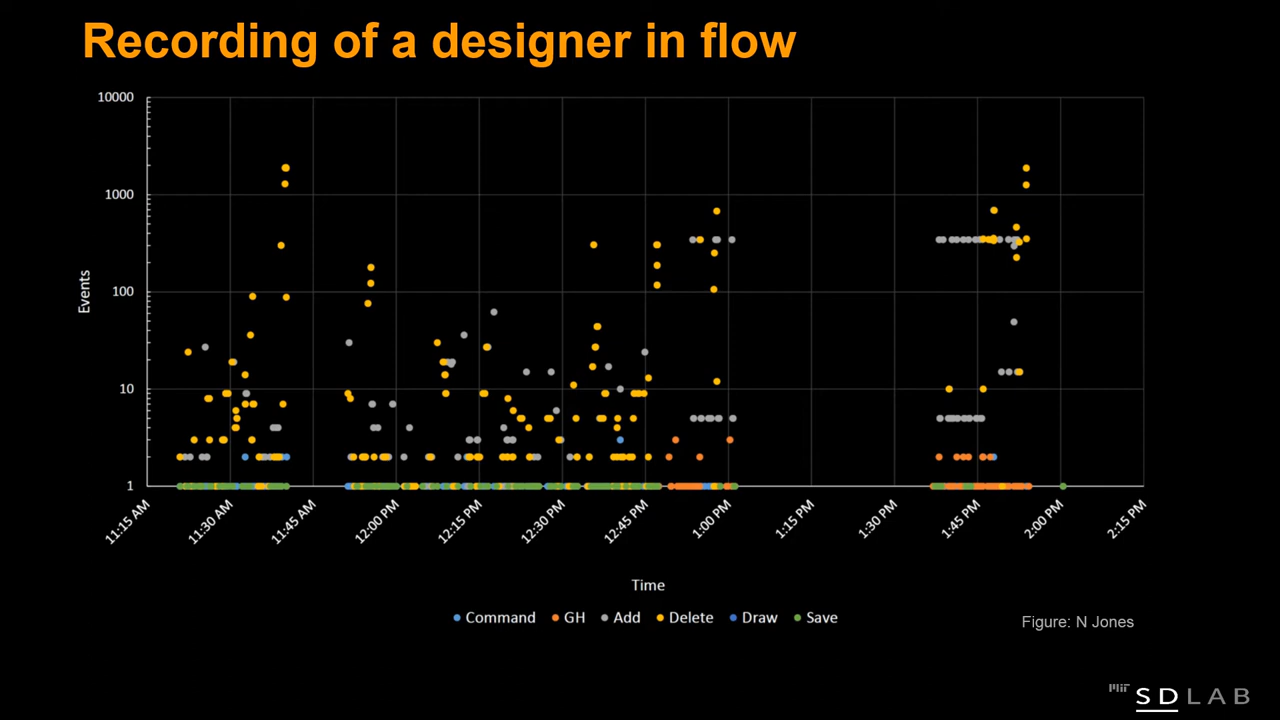 Recording of a designer in flow
10000
1000
100
10
1
Events
11:15 AM
11:30 AM
11:45 AM
12:00 PM
12:15 PM
12:30 PM
12:45 PM
1:00 PM
1:15 PM
1:30 PM
1:45 PM
2:00 PM
2:15 PM
Time
Command GH Add Delete Draw Save
Figure: N Jones
MIT SDLAB